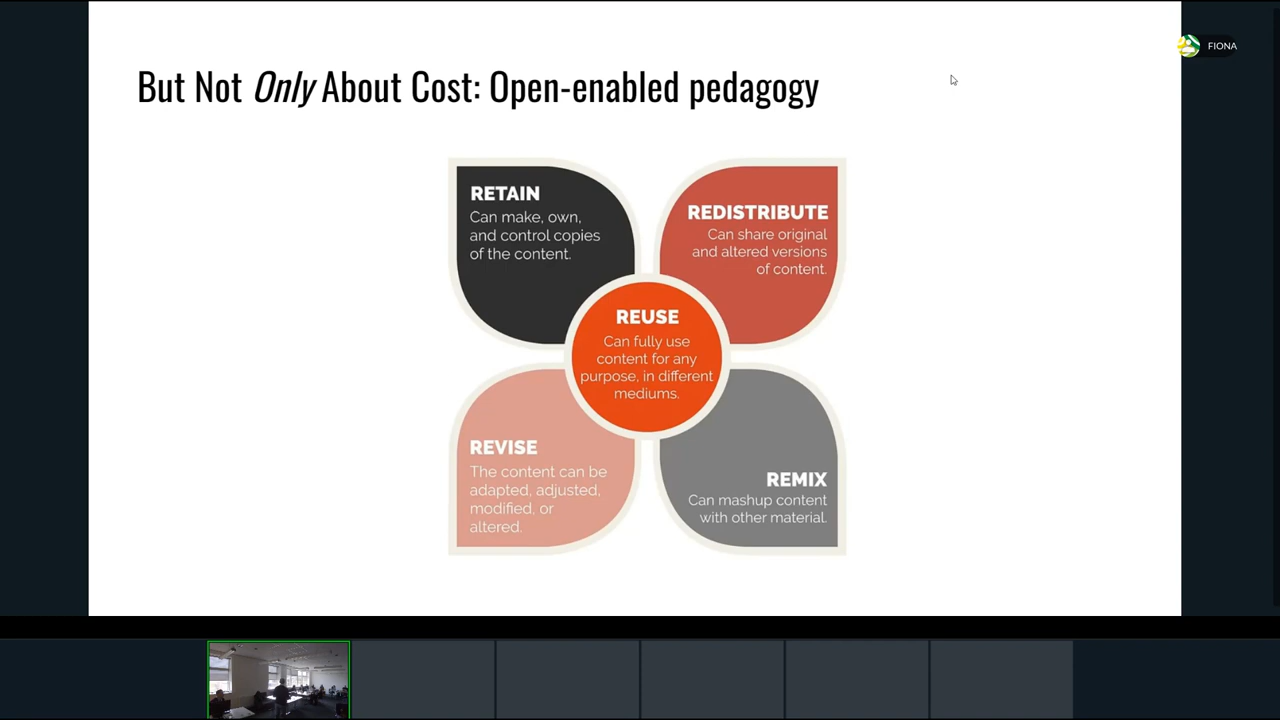 But Not Only About Cost: Open-enabled pedagogy
FIONA
RETAIN
Can make, own,
and control copies
of the content.
REDISTRIBUTE
Can share original
and altered versions
of content.
REUSE
Can fully use
content for any
purpose, in different
mediums.
REVISE
The content can be
adapted, adjusted,
modified, or
altered.
REMIX
Can mashup content
with other material.